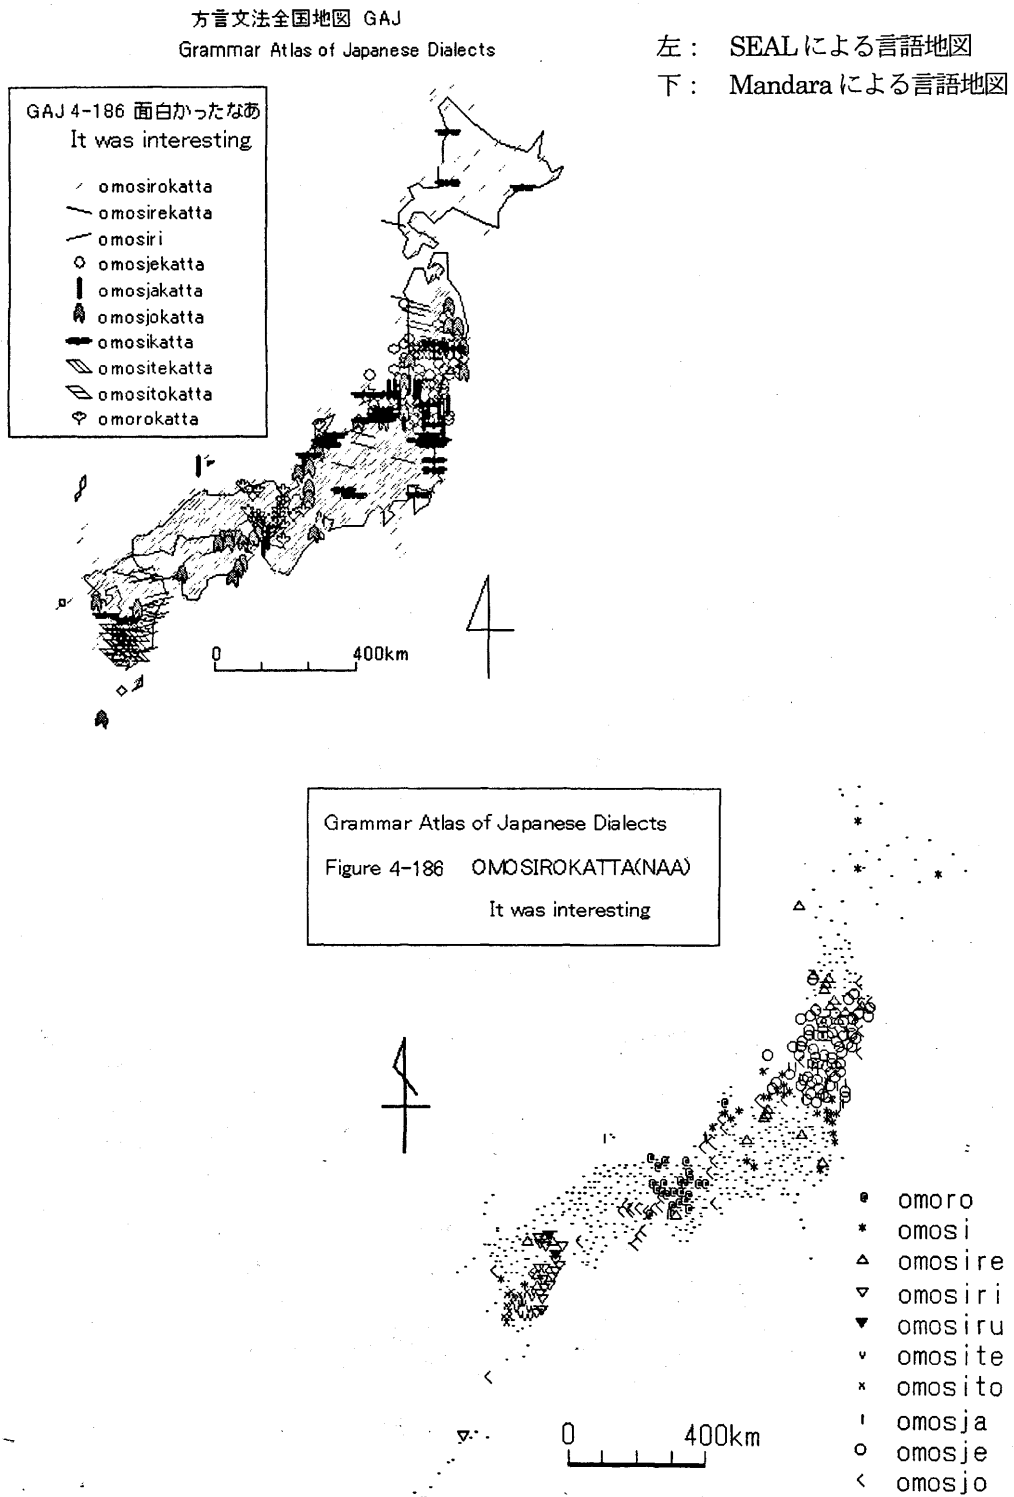 方言文法全国地図 GAJ
Grammar Atlas of Japanese Dialects
左： SEALによる言語地図
下： Mandaraによる言語地図
GAJ 4-186 面白かったなあ
It was interesting
omosirokatta
omosirekatta
omosiri
omosjekatta
omosjakatta
omosjokatta
omosikatta
omositekatta
omositokatta
omorokatta
0 400km
Grammar Atlas of Japanese Dialects
Figure 4-186 OMOSIROKATTA(NAA)
It was interesting
omoro
omosi
omosire
omosiri
omosiru
omosite
omosito
omosja
omosje
omosjo
0 400km